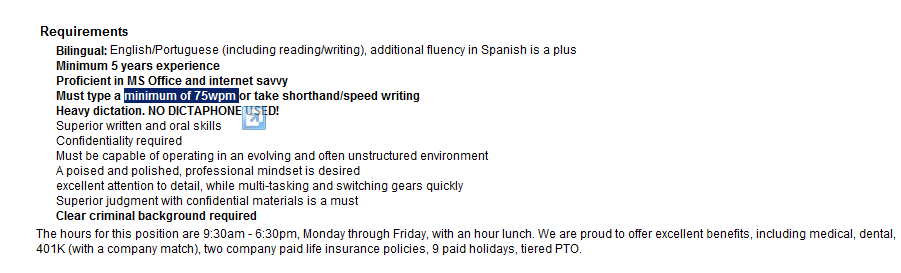 Requirements
Bilingual: English/Portuguese (including reading/writing), additional fluency in Spanish is a plus
Minimum 5 years experience
Proficient in MS Office and internet savvy
Must type a minimum of 75wpm or take shorthand/speed writing
Heavy dictation. NO DICTAPHONE USED!
Superior written and oral skills
Confidentiality required
Must be capable of operating in an evolving and often unstructured environment
A poised and polished, professional mindset is desired
excellent attention to detail, while multi-tasking and switching gears quickly
Superior judgment with confidential materials is a must
Clear criminal background required
The hours for this position are 9:30am - 6:30pm, Monday through Friday, with an hour lunch. We are proud to offer excellent benefits, including medical, dental,
401K (with a company match), two company paid life insurance policies, 9 paid holidays, tiered PTO.